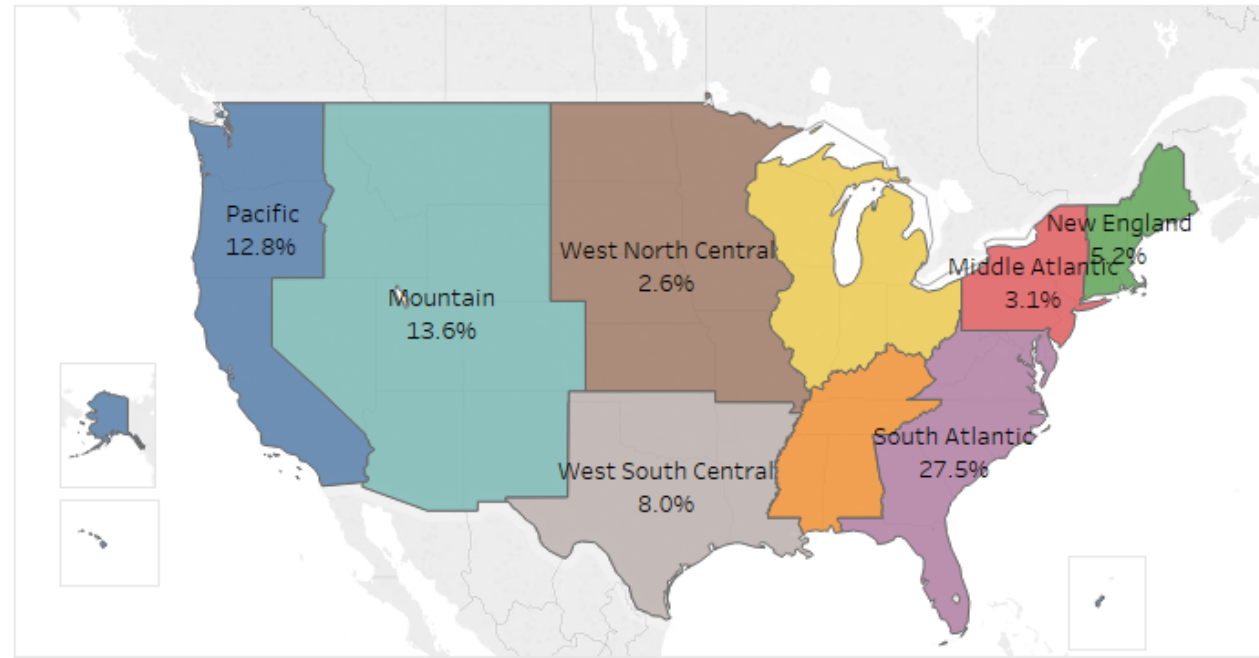 Pacific
12.8%
Mountain
13.6%
West North Central
2.6%
West South Central
8.0%
New England
5.2%
Middle Atlantic
3.1%
South Atlantic
27.5%